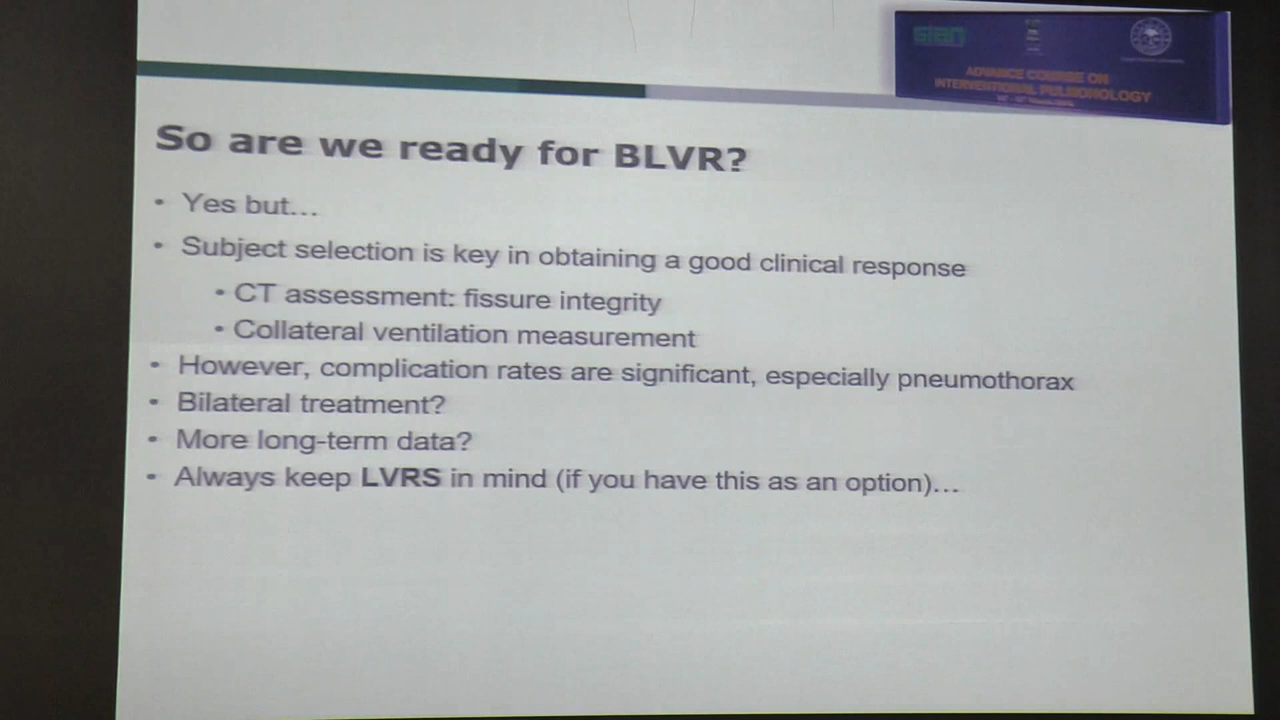 ADVANCE COURSE ON
INTERVENTIONAL PULMONOLOGY
So are we ready for BLVR?
• Yes but...
• Subject selection is key in obtaining a good clinical response
• CT assessment: fissure integrity
• Collateral ventilation measurement
• However, complication rates are significant, especially pneumothorax
• Bilateral treatment?
• More long-term data?
• Always keep LVRS in mind (if you have this as an option)...